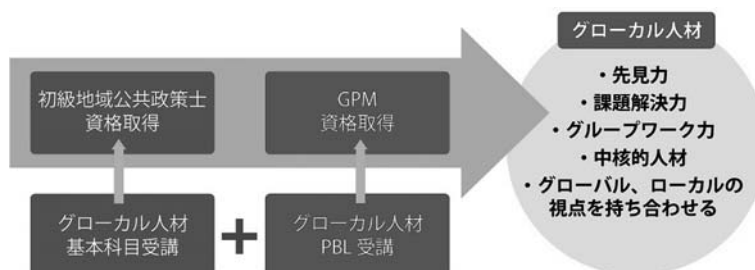 グローカル人材
・先見力
・課題解決力
・グループワーク力
・中核的人材
・グローバル、ローカルの
視点を持ち合わせる
初級地域公共政策士
資格取得
GPM
資格取得
グローカル人材
基本科目受講
+
グローカル人材
PBL 受講